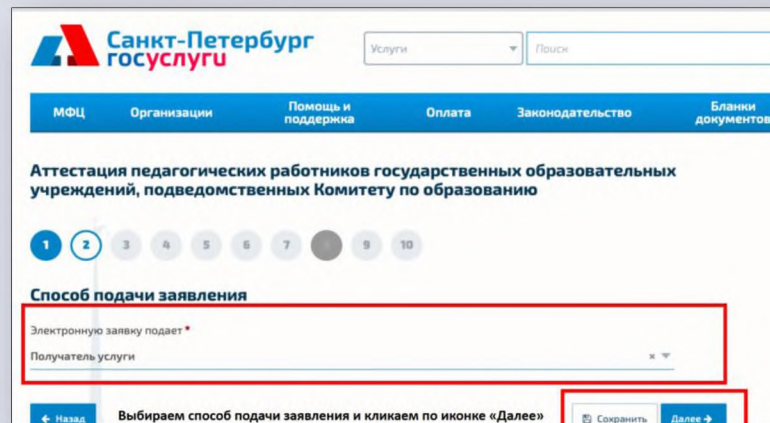 Санкт-Петербург
госуслуги
Услуги
Поиск
МФЦ
Организации
Помощь и
поддержка
Оплата
Законодательство
Бланки
документов
Аттестация педагогических работников государственных образовательных
учреждений, подведомственных Комитету по образованию
1 2 3 4 5 6 7 9 10
Способ подачи заявления
Электронную заявку подает *
Получатель услуги
× 
← Назад
Выбираем способ подачи заявления и кликаем по иконке «Далее»
Сохранить
Далее →